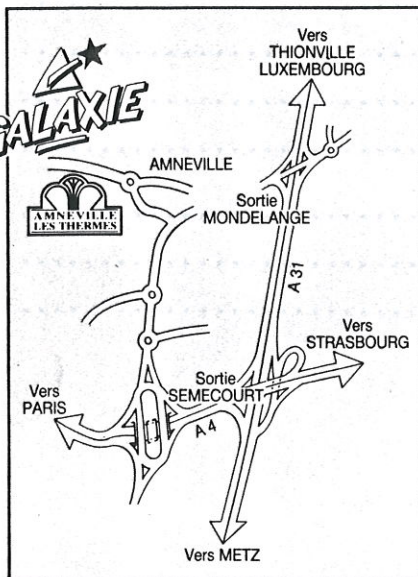 Vers
THIONVILLE
LUXEMBOURG
GALAXIE
AMNEVILLE
AMNEVILLE
LES THERMES
Sortie
MONDELANGE
A 31
Vers
STRASBOURG
Sortie
SEMECOURT
Vers
PARIS
A 4
Vers METZ